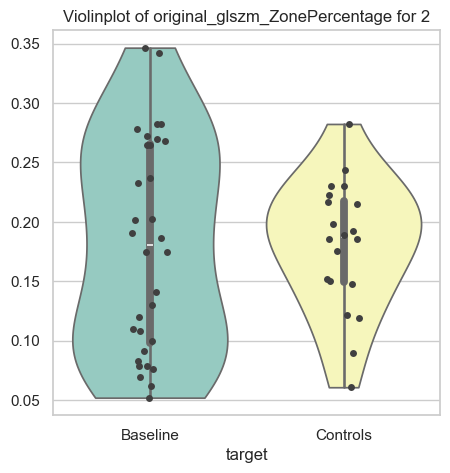 Violinplot of original_glszm_ZonePercentage for 2
0.35
0.30
0.25
0.20
0.15
0.10
0.05
Baseline Controls
target